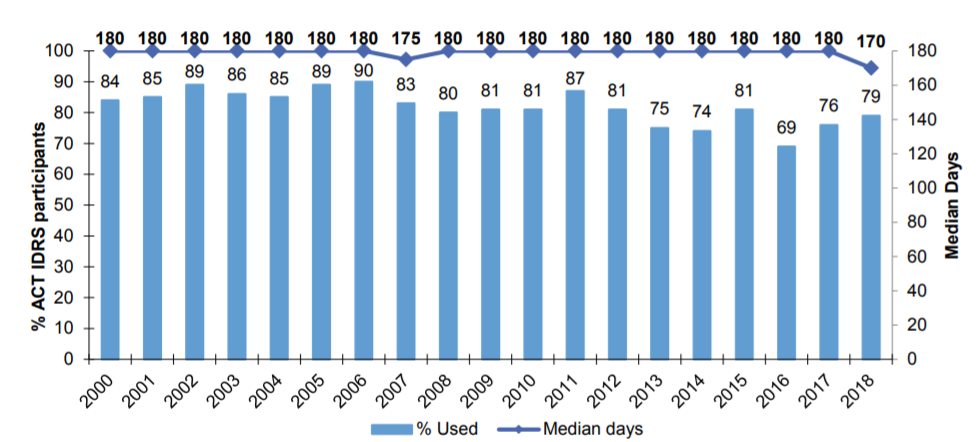 180 180 180 180 180 180 180 175 180 180 180 180 180 180 180 180 180 180 170
100 180
90 160
80 140
70 120
60 100
50 80
40 60
30 40
20 20
10 0
0
% ACT IDRS participants
84 85 89 86 85 89 90 83 80 81 81 87 81 75 74 81 69 76 79
Median Days
2000 2001 2002 2003 2004 2005 2006 2007 2008 2009 2010 2011 2012 2013 2014 2015 2016 2017 2018
% Used Median days